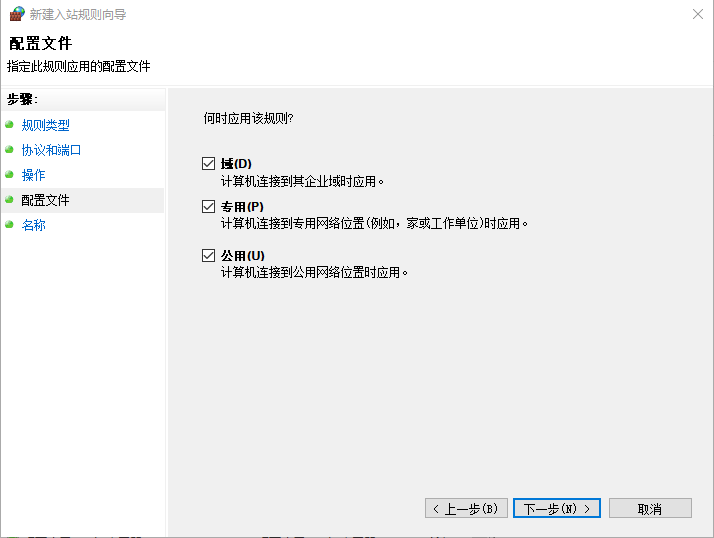 新建入站规则向导
配置文件
指定此规则应用的配置文件
步骤:
规则类型
协议和端口
操作
配置文件
名称
何时应用该规则?
域(D)
计算机连接到其企业域时应用。
专用(P)
计算机连接到专用网络位置(例如，家或工作单位)时应用。
公用(U)
计算机连接到公用网络位置时应用。
< 上一步(B)
下一步(N) >
取消